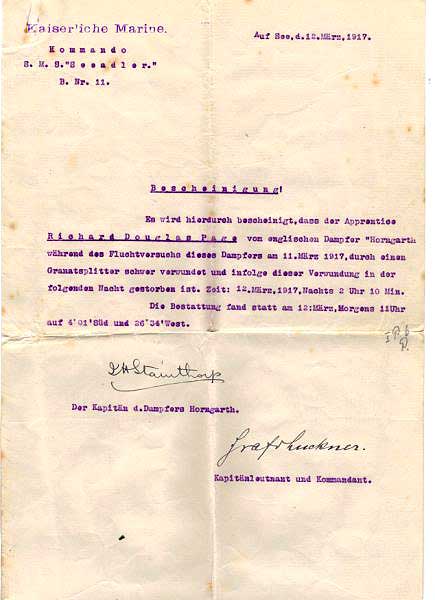 Kaiser'iche Marine.
Auf See,d.12.März,1917.
Kommando
S. M. S."Seeadler."
B. Nr. 11.
Bescheinigung!
Es wird hierdurch bescheinigt,dass der Apprentice
Richard Douglas Page vom englischen Dampfer "Horngarth
während des Fluchtversuchs dieses Dampfers am 11.März 1917,durch einen
Granatsplitter schwer verwundet und infolge dieser Verwundung in der
folgenden Nacht gestorben ist. Zeit: 12.März,1917,Nachts 2 Uhr 10 Min.
Die Bestattung fand statt am 12:März,Morgens 11Uhr
auf 4°01'Süd und 26°34'West.
I H Stainthorp
Der Kapitän d.Dampfers Horngarth.
Graf Luckner.
Kapitänleutnant und Kommandant.